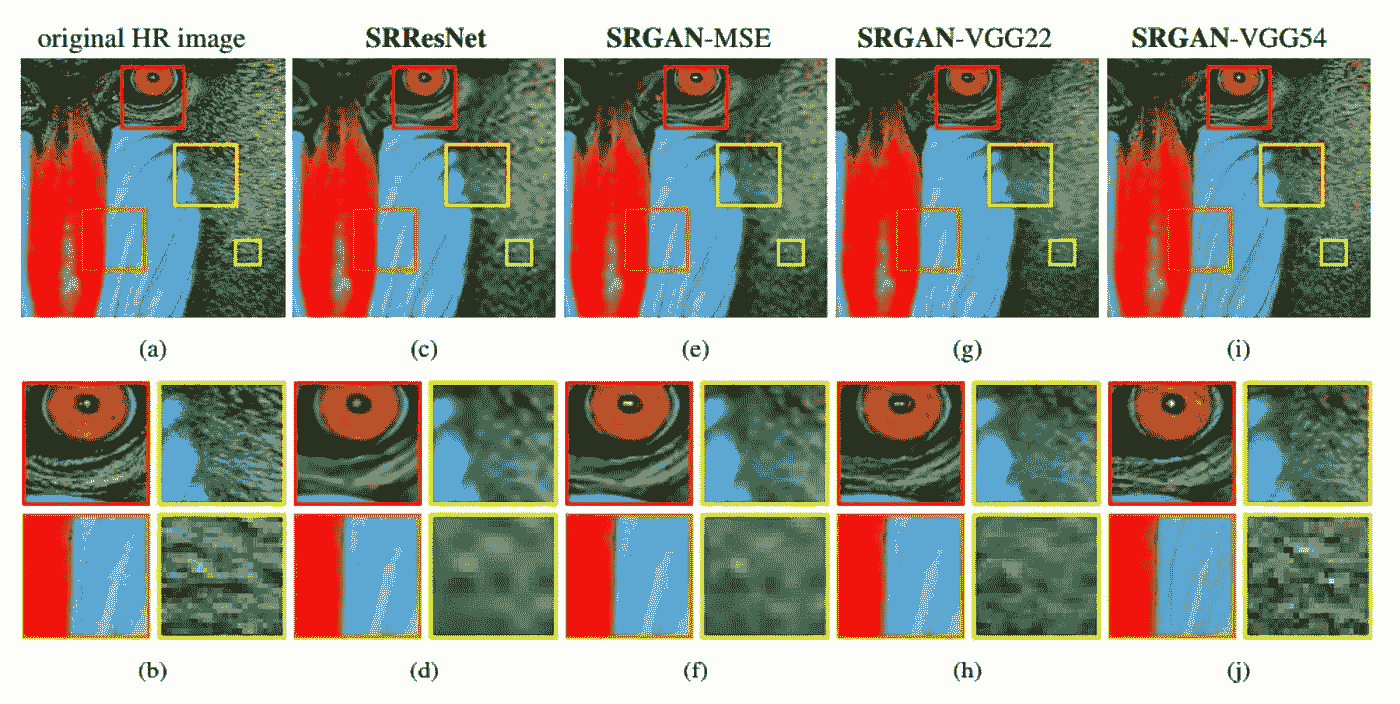 original HR image SRResNet SRGAN-MSE SRGAN-VGG22 SRGAN-VGG54
(a) (c) (e) (g) (i)
(b) (d) (f) (h) (j)